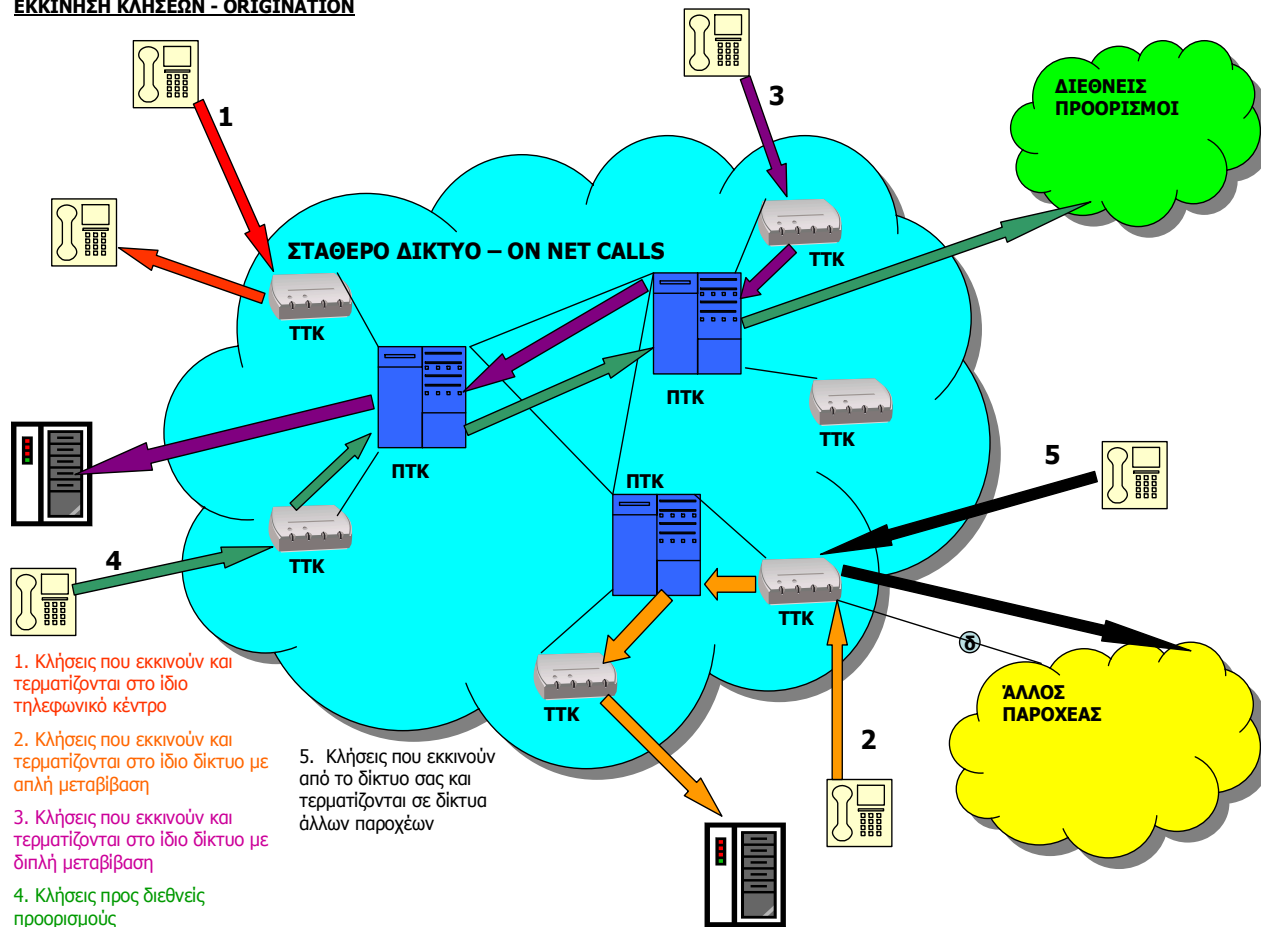 ΕΚΚΙΝΗΣΗ ΚΛΗΣΕΩΝ - ORIGINATION
1
3
ΔΙΕΘΝΕΙΣ
ΠΡΟΟΡΙΣΜΟΙ
ΣΤΑΘΕΡΟ ΔΙΚΤΥΟ – ON NET CALLS
ΤΤΚ
ΤΤΚ
ΠΤΚ
ΤΤΚ
ΠΤΚ
ΠΤΚ
5
4
ΤΤΚ
ΤΤΚ
δ
ΤΤΚ
ΆΛΛΟΣ
ΠΑΡΟΧΕΑΣ
2
1. Κλήσεις που εκκινούν και
τερματίζονται στο ίδιο
τηλεφωνικό κέντρο
2. Κλήσεις που εκκινούν και
τερματίζονται στο ίδιο δίκτυο με
απλή μεταβίβαση
3. Κλήσεις που εκκινούν και
τερματίζονται στο ίδιο δίκτυο με
διπλή μεταβίβαση
4. Κλήσεις προς διεθνείς
προορισμούς
5. Κλήσεις που εκκινούν
από το δίκτυο σας και
τερματίζονται σε δίκτυα
άλλων παροχέων